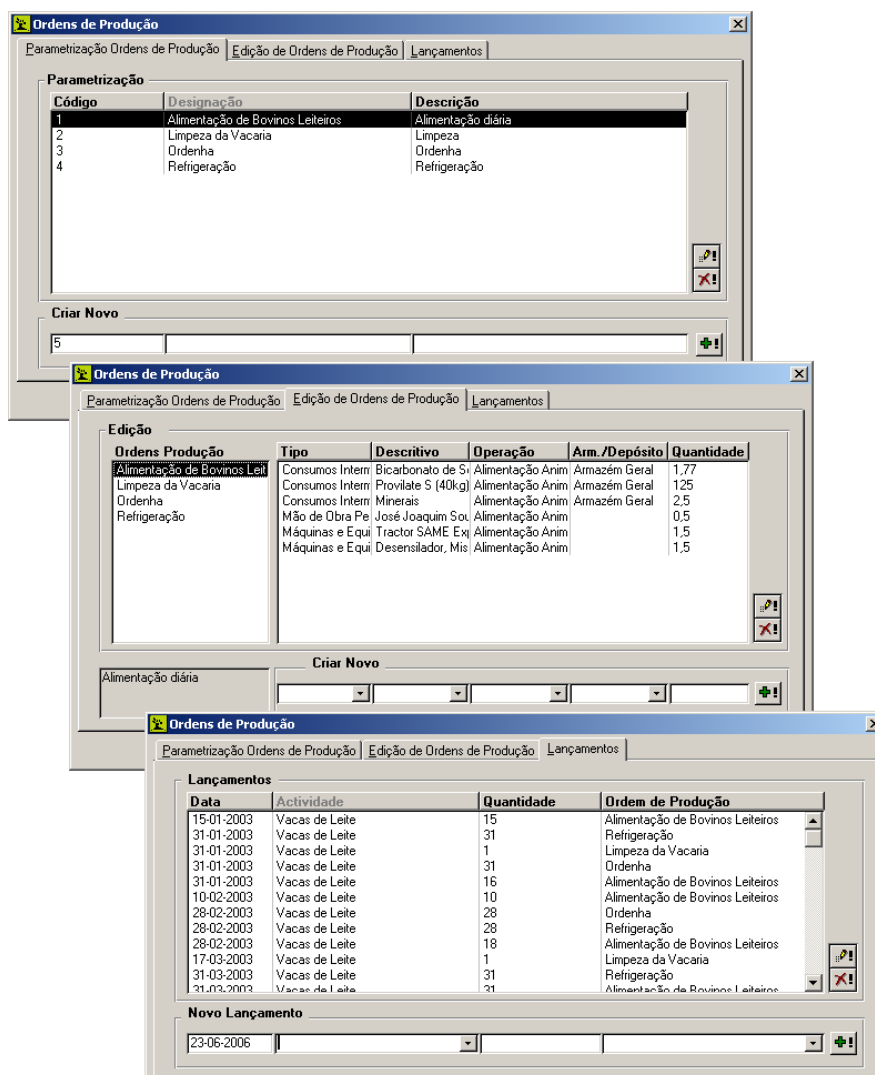 Ordens de Produção
Parametrização Ordens de Produção Edição de Ordens de Produção Lançamentos
Parametrização
Código Designação Descrição
1 Alimentação de Bovinos Leiteiros Alimentação diária
2 Limpeza da Vacaria Limpeza
3 Ordenha Ordenha
4 Refrigeração Refrigeração
Criar Novo
5
Ordens de Produção
Parametrização Ordens de Produção Edição de Ordens de Produção Lançamentos
Edição
Ordens Produção Tipo Descritivo Operação Arm./Depósito Quantidade
Alimentação de Bovinos Leit Consumos Interm Bicarbonato de S Alimentação Anim Armazém Geral 1,77
Limpeza da Vacaria Consumos Interm Provilate S (40kg) Alimentação Anim Armazém Geral 125
Ordenha Consumos Interm Minerais Alimentação Anim Armazém Geral 2,5
Refrigeração Mão de Obra Pe José Joaquim Sou Alimentação Anim 0,5
Máquinas e Equi Tractor SAME Exp Alimentação Anim 1,5
Máquinas e Equi Desensilador, Mis Alimentação Anim 1,5
Criar Novo
Alimentação diária
Ordens de Produção
Parametrização Ordens de Produção Edição de Ordens de Produção Lançamentos
Lançamentos
Data Actividade Quantidade Ordem de Produção
15-01-2003 Vacas de Leite 15 Alimentação de Bovinos Leiteiros
31-01-2003 Vacas de Leite 31 Refrigeração
31-01-2003 Vacas de Leite 1 Limpeza da Vacaria
31-01-2003 Vacas de Leite 31 Ordenha
31-01-2003 Vacas de Leite 16 Alimentação de Bovinos Leiteiros
10-02-2003 Vacas de Leite 10 Alimentação de Bovinos Leiteiros
28-02-2003 Vacas de Leite 28 Ordenha
28-02-2003 Vacas de Leite 28 Refrigeração
28-02-2003 Vacas de Leite 18 Alimentação de Bovinos Leiteiros
17-03-2003 Vacas de Leite 1 Limpeza da Vacaria
31-03-2003 Vacas de Leite 31 Refrigeração
31-03-2003 Vacas de Leite 31 Alimentação de Bovinos Leiteiros
Novo Lançamento
23-06-2006